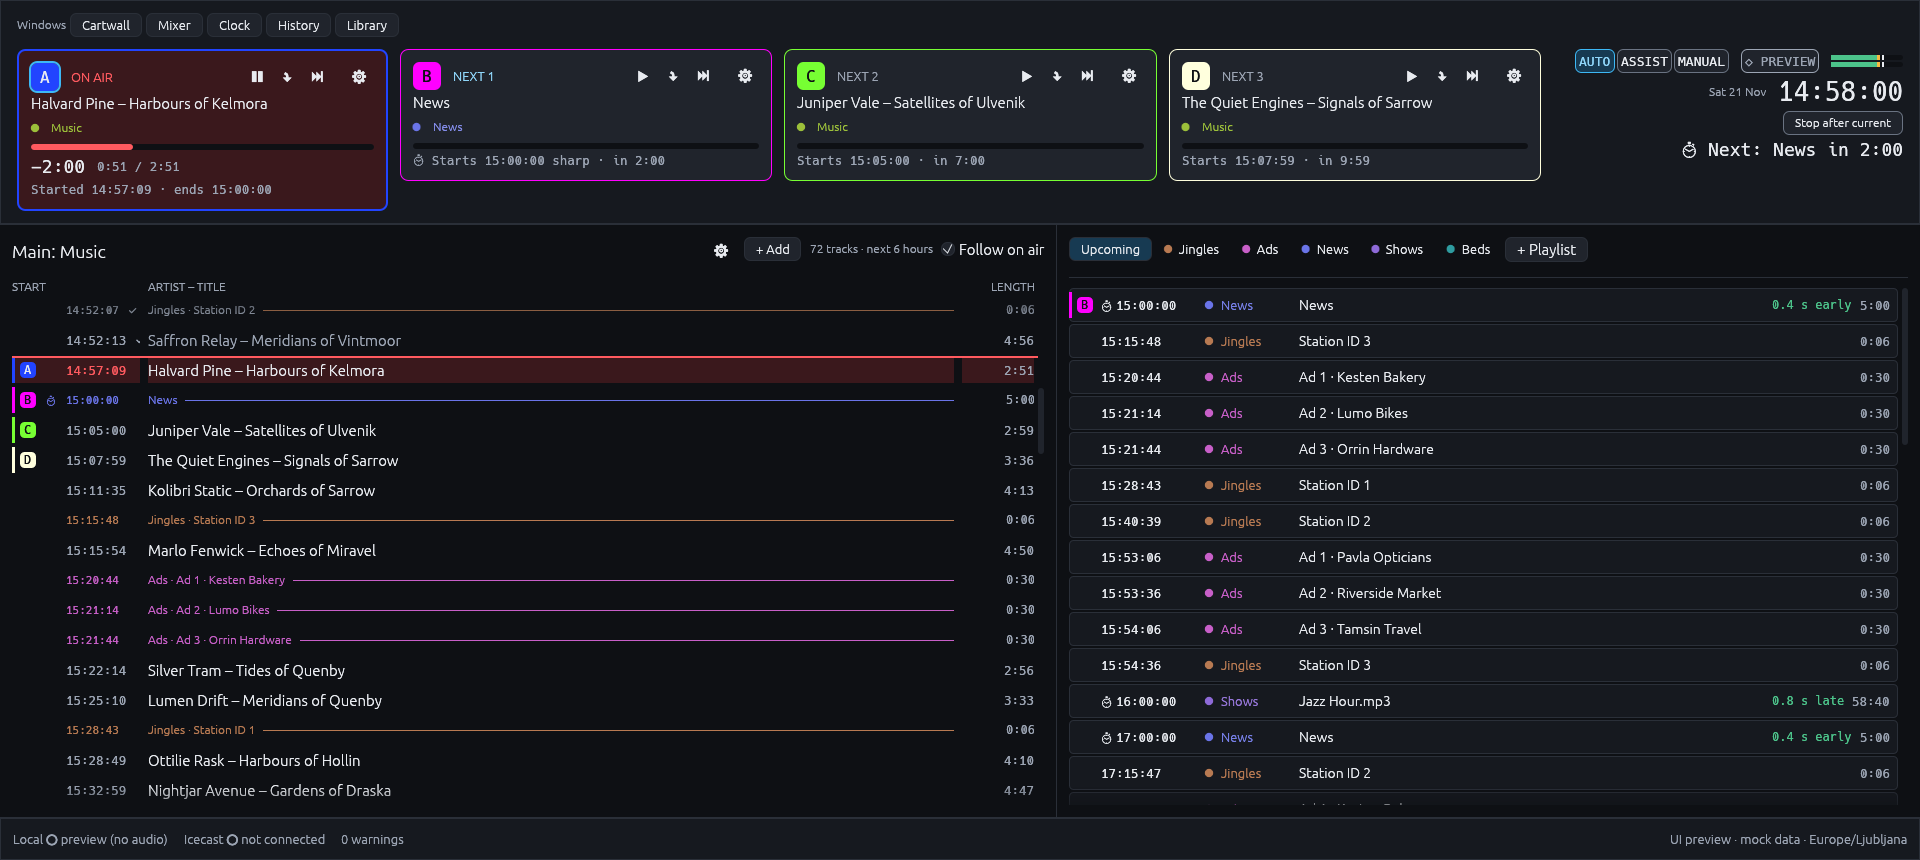 Windows Cartwall Mixer Clock History Library
A ON AIR
Halvard Pine – Harbours of Kelmora
Music
−2:00 0:51 / 2:51
Started 14:57:09 · ends 15:00:00
B NEXT 1
News
News
Starts 15:00:00 sharp · in 2:00
C NEXT 2
Juniper Vale – Satellites of Ulvenik
Music
Starts 15:05:00 · in 7:00
D NEXT 3
The Quiet Engines – Signals of Sarrow
Music
Starts 15:07:59 · in 9:59
AUTO ASSIST MANUAL ◇ PREVIEW
Sat 21 Nov 14:58:00
Stop after current
Next: News in 2:00
Main: Music + Add 72 tracks · next 6 hours Follow on air
START ARTIST – TITLE LENGTH
14:52:07 Jingles · Station ID 2 0:06
14:52:13 Saffron Relay – Meridians of Vintmoor 4:56
A 14:57:09 Halvard Pine – Harbours of Kelmora 2:51
B 15:00:00 News 5:00
C 15:05:00 Juniper Vale – Satellites of Ulvenik 2:59
D 15:07:59 The Quiet Engines – Signals of Sarrow 3:36
15:11:35 Kolibri Static – Orchards of Sarrow 4:13
15:15:48 Jingles · Station ID 3 0:06
15:15:54 Marlo Fenwick – Echoes of Miravel 4:50
15:20:44 Ads · Ad 1 · Kesten Bakery 0:30
15:21:14 Ads · Ad 2 · Lumo Bikes 0:30
15:21:44 Ads · Ad 3 · Orrin Hardware 0:30
15:22:14 Silver Tram – Tides of Quenby 2:56
15:25:10 Lumen Drift – Meridians of Quenby 3:33
15:28:43 Jingles · Station ID 1 0:06
15:28:49 Ottilie Rask – Harbours of Hollin 4:10
15:32:59 Nightjar Avenue – Gardens of Draska 4:47
Upcoming Jingles Ads News Shows Beds + Playlist
B 15:00:00 News News 0.4 s early 5:00
15:15:48 Jingles Station ID 3 0:06
15:20:44 Ads Ad 1 · Kesten Bakery 0:30
15:21:14 Ads Ad 2 · Lumo Bikes 0:30
15:21:44 Ads Ad 3 · Orrin Hardware 0:30
15:28:43 Jingles Station ID 1 0:06
15:40:39 Jingles Station ID 2 0:06
15:53:06 Ads Ad 1 · Pavla Opticians 0:30
15:53:36 Ads Ad 2 · Riverside Market 0:30
15:54:06 Ads Ad 3 · Tamsin Travel 0:30
15:54:36 Jingles Station ID 3 0:06
16:00:00 Shows Jazz Hour.mp3 0.8 s late 58:40
17:00:00 News News 0.4 s early 5:00
17:15:47 Jingles Station ID 2 0:06
Local preview (no audio) Icecast not connected 0 warnings
UI preview · mock data · Europe/Ljubljana